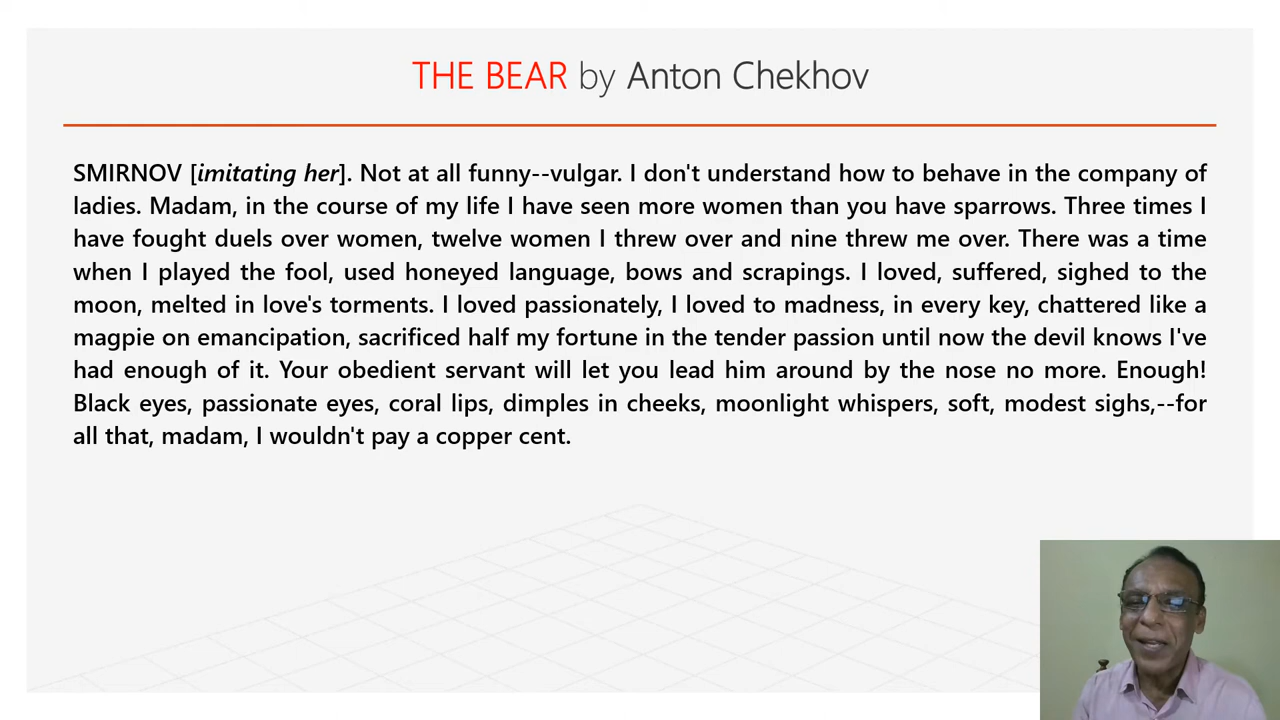 THE BEAR by Anton Chekhov
SMIRNOV [imitating her]. Not at all funny--vulgar. I don't understand how to behave in the company of
ladies. Madam, in the course of my life I have seen more women than you have sparrows. Three times I
have fought duels over women, twelve women I threw over and nine threw me over. There was a time
when I played the fool, used honeyed language, bows and scrapings. I loved, suffered, sighed to the
moon, melted in love's torments. I loved passionately, I loved to madness, in every key, chattered like a
magpie on emancipation, sacrificed half my fortune in the tender passion until now the devil knows I've
had enough of it. Your obedient servant will let you lead him around by the nose no more. Enough!
Black eyes, passionate eyes, coral lips, dimples in cheeks, moonlight whispers, soft, modest sighs,--for
all that, madam, I wouldn't pay a copper cent.